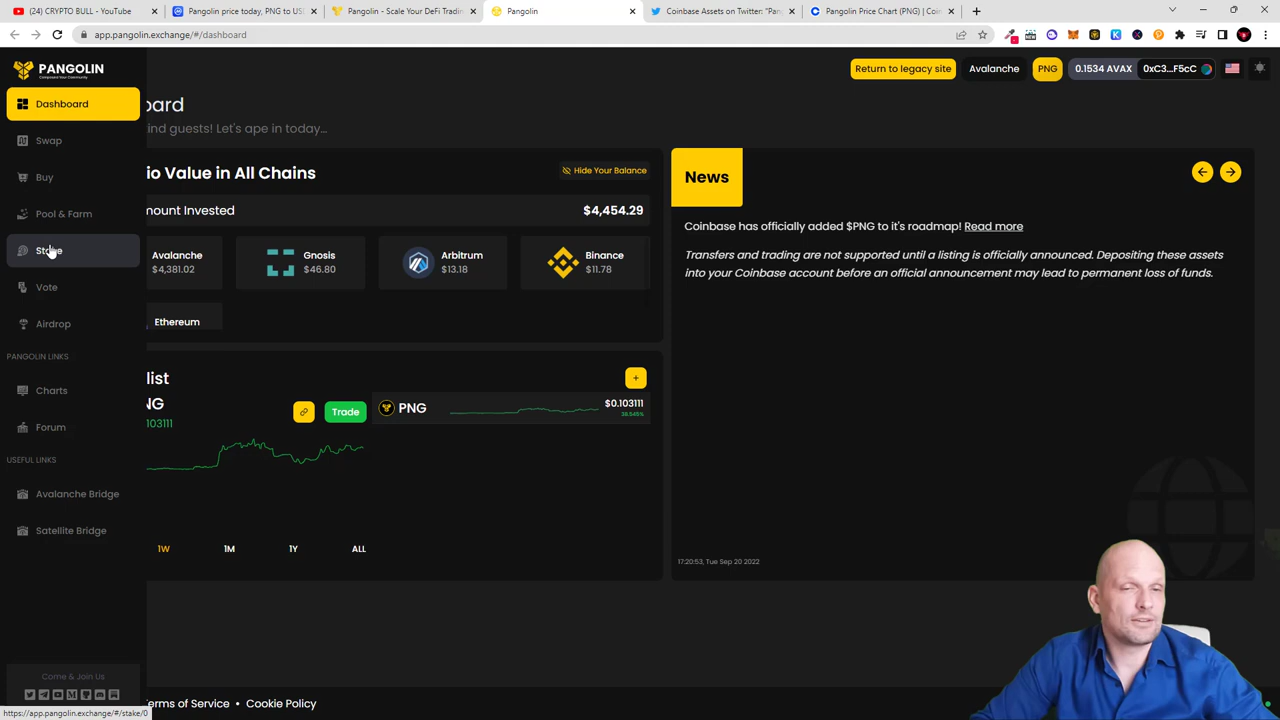 (24) CRYPTO BULL - YouTube
Pangolin price today, PNG to USD
Pangolin - Scale Your DeFi Tradin
Pangolin
Coinbase Assets on Twitter: "Pan
Pangolin Price Chart (PNG) | Coin
app.pangolin.exchange/#/dashboard
PANGOLIN
Dashboard
Swap
Buy
Pool & Farm
Stake
Vote
Airdrop
PANGOLIN LINKS
Charts
Forum
USEFUL LINKS
Avalanche Bridge
Satellite Bridge
Come & Join Us
https://app.pangolin.exchange/#/stake/0
Return to legacy site
Avalanche
PNG
0.1534 AVAX
0xC3...F5cC
board
ind guests! Let's ape in today...
io Value in All Chains
Hide Your Balance
mount Invested
$4,454.29
Avalanche
$4,381.02
Gnosis
$46.80
Arbitrum
$13.18
Binance
$11.78
Ethereum
list
NG
103111
Trade
PNG
$0.103111
38.545%
1W
1M
1Y
ALL
News
Coinbase has officially added $PNG to it's roadmap! Read more
Transfers and trading are not supported until a listing is officially announced. Depositing these assets
into your Coinbase account before an official announcement may lead to permanent loss of funds.
17:20:53, Tue Sep 20 2022
erms of Service • Cookie Policy